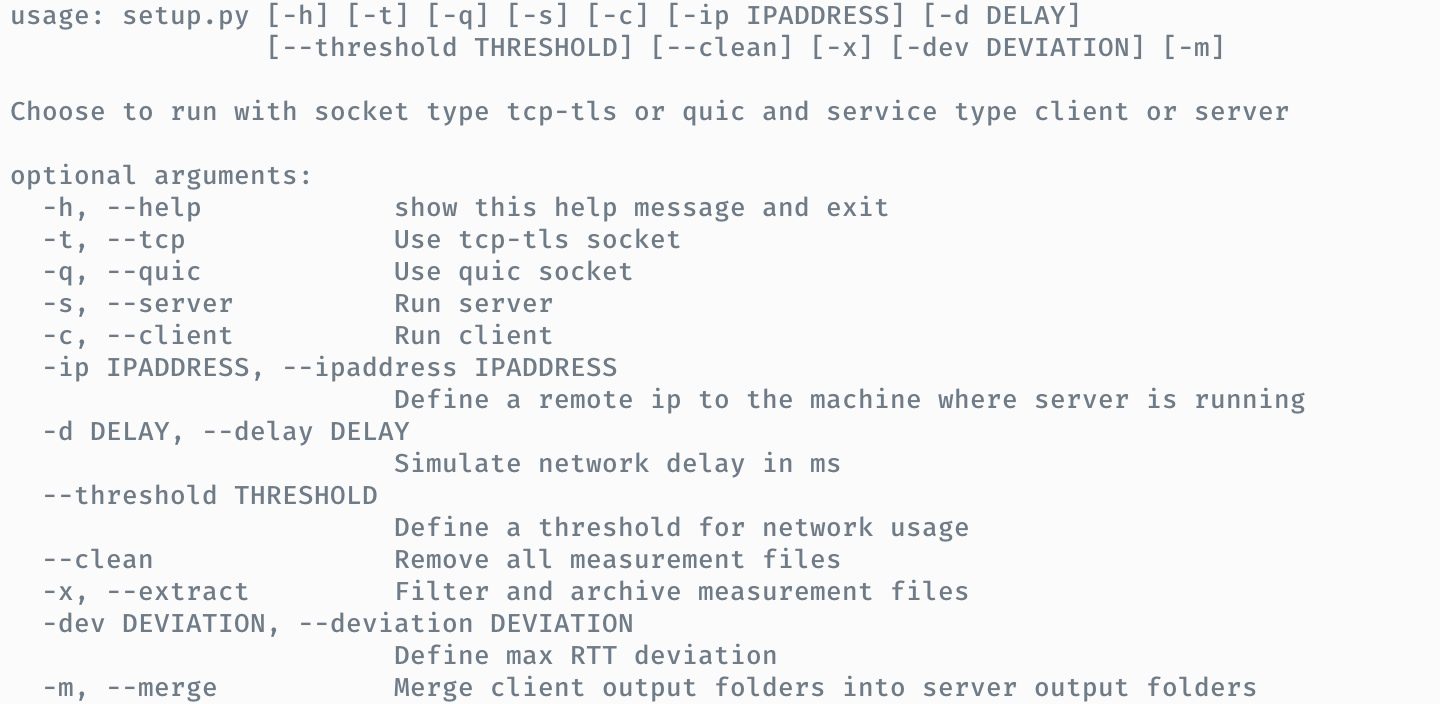 usage: setup.py [-h] [-t] [-q] [-s] [-c] [-ip IPADDRESS] [-d DELAY]
                [--threshold THRESHOLD] [--clean] [-x] [-dev DEVIATION] [-m]

Choose to run with socket type tcp-tls or quic and service type client or server

optional arguments:
  -h, --help            show this help message and exit
  -t, --tcp             Use tcp-tls socket
  -q, --quic            Use quic socket
  -s, --server          Run server
  -c, --client          Run client
  -ip IPADDRESS, --ipaddress IPADDRESS
                        Define a remote ip to the machine where server is running
  -d DELAY, --delay DELAY
                        Simulate network delay in ms
  --threshold THRESHOLD
                        Define a threshold for network usage
  --clean               Remove all measurement files
  -x, --extract         Filter and archive measurement files
  -dev DEVIATION, --deviation DEVIATION
                        Define max RTT deviation
  -m, --merge           Merge client output folders into server output folders